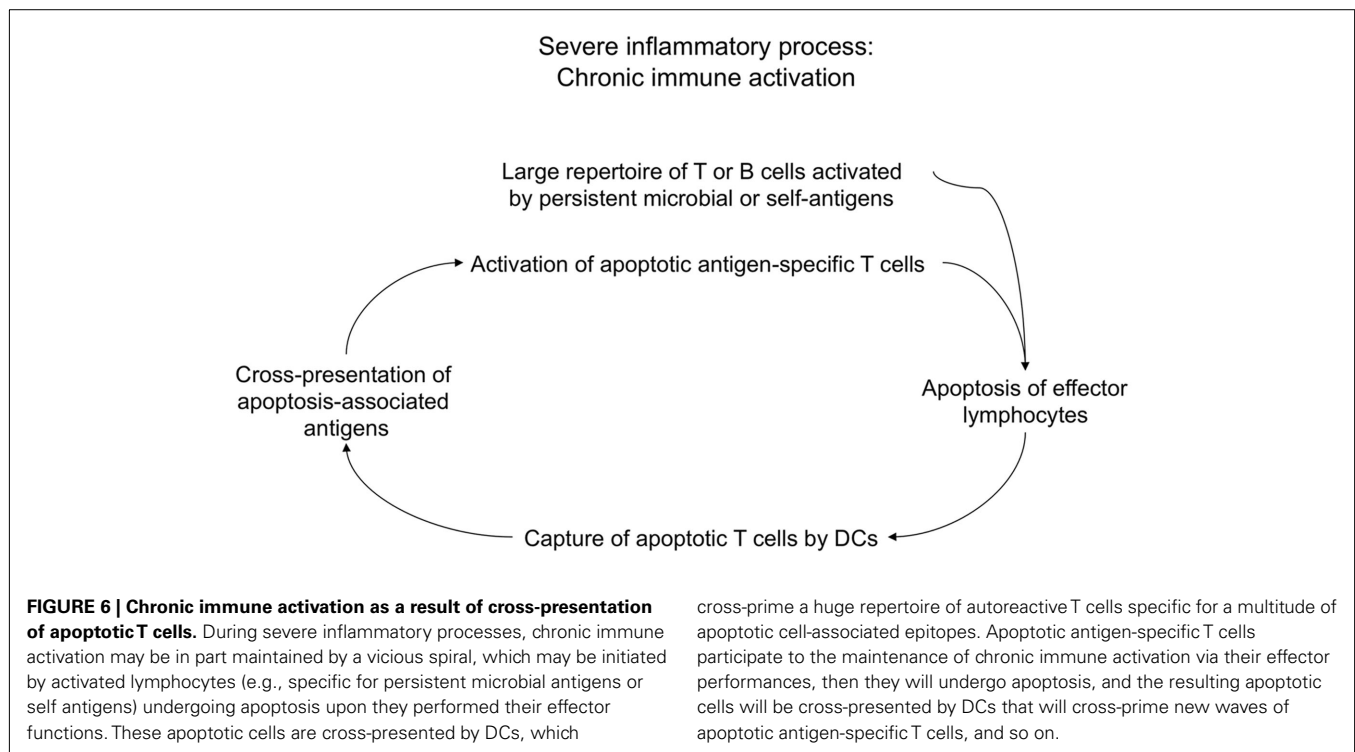 Severe inflammatory process:
Chronic immune activation
Large repertoire of T or B cells activated
by persistent microbial or self-antigens
Activation of apoptotic antigen-specific T cells
Cross-presentation of
apoptosis-associated
antigens
Apoptosis of effector
lymphocytes
Capture of apoptotic T cells by DCs
FIGURE 6 | Chronic immune activation as a result of cross-presentation
of apoptotic T cells. During severe inflammatory processes, chronic immune
activation may be in part maintained by a vicious spiral, which may be initiated
by activated lymphocytes (e.g., specific for persistent microbial antigens or
self antigens) undergoing apoptosis upon they performed their effector
functions. These apoptotic cells are cross-presented by DCs, which
cross-prime a huge repertoire of autoreactive T cells specific for a multitude of
apoptotic cell-associated epitopes. Apoptotic antigen-specific T cells
participate to the maintenance of chronic immune activation via their effector
performances, then they will undergo apoptosis, and the resulting apoptotic
cells will be cross-presented by DCs that will cross-prime new waves of
apoptotic antigen-specific T cells, and so on.